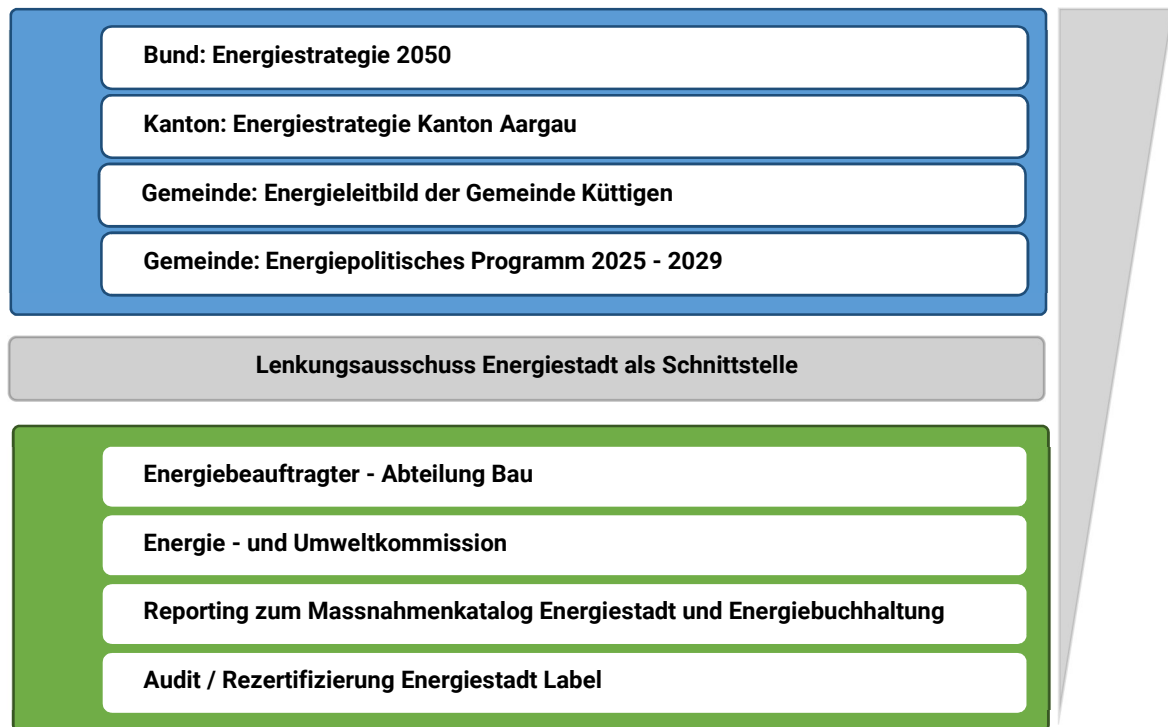 Bund: Energiestrategie 2050
Kanton: Energiestrategie Kanton Aargau
Gemeinde: Energieleitbild der Gemeinde Küttigen
Gemeinde: Energiepolitisches Programm 2025 - 2029
Lenkungsausschuss Energiestadt als Schnittstelle
Energiebeauftragter - Abteilung Bau
Energie - und Umweltkommission
Reporting zum Massnahmenkatalog Energiestadt und Energiebuchhaltung
Audit / Rezertifizierung Energiestadt Label